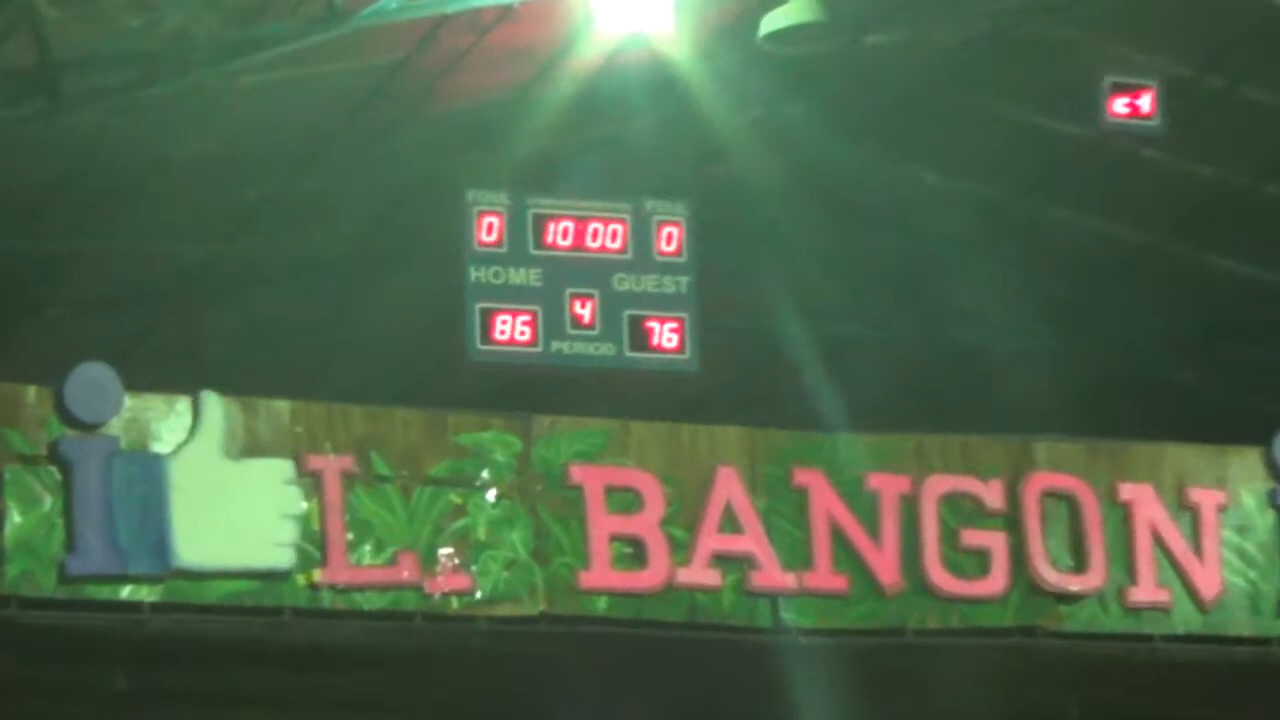 FOUL FOUL
0 10:00 0
HOME GUEST
86 4 76
PERIOD
i L. BANGON